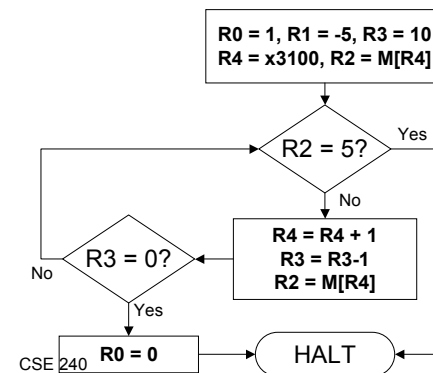 R0 = 1, R1 = -5, R3 = 10
R4 = x3100, R2 = M[R4]
R2 = 5?
Yes
No
R4 = R4 + 1
R3 = R3-1
R2 = M[R4]
R3 = 0?
No
Yes
R0 = 0
HALT
CSE 240